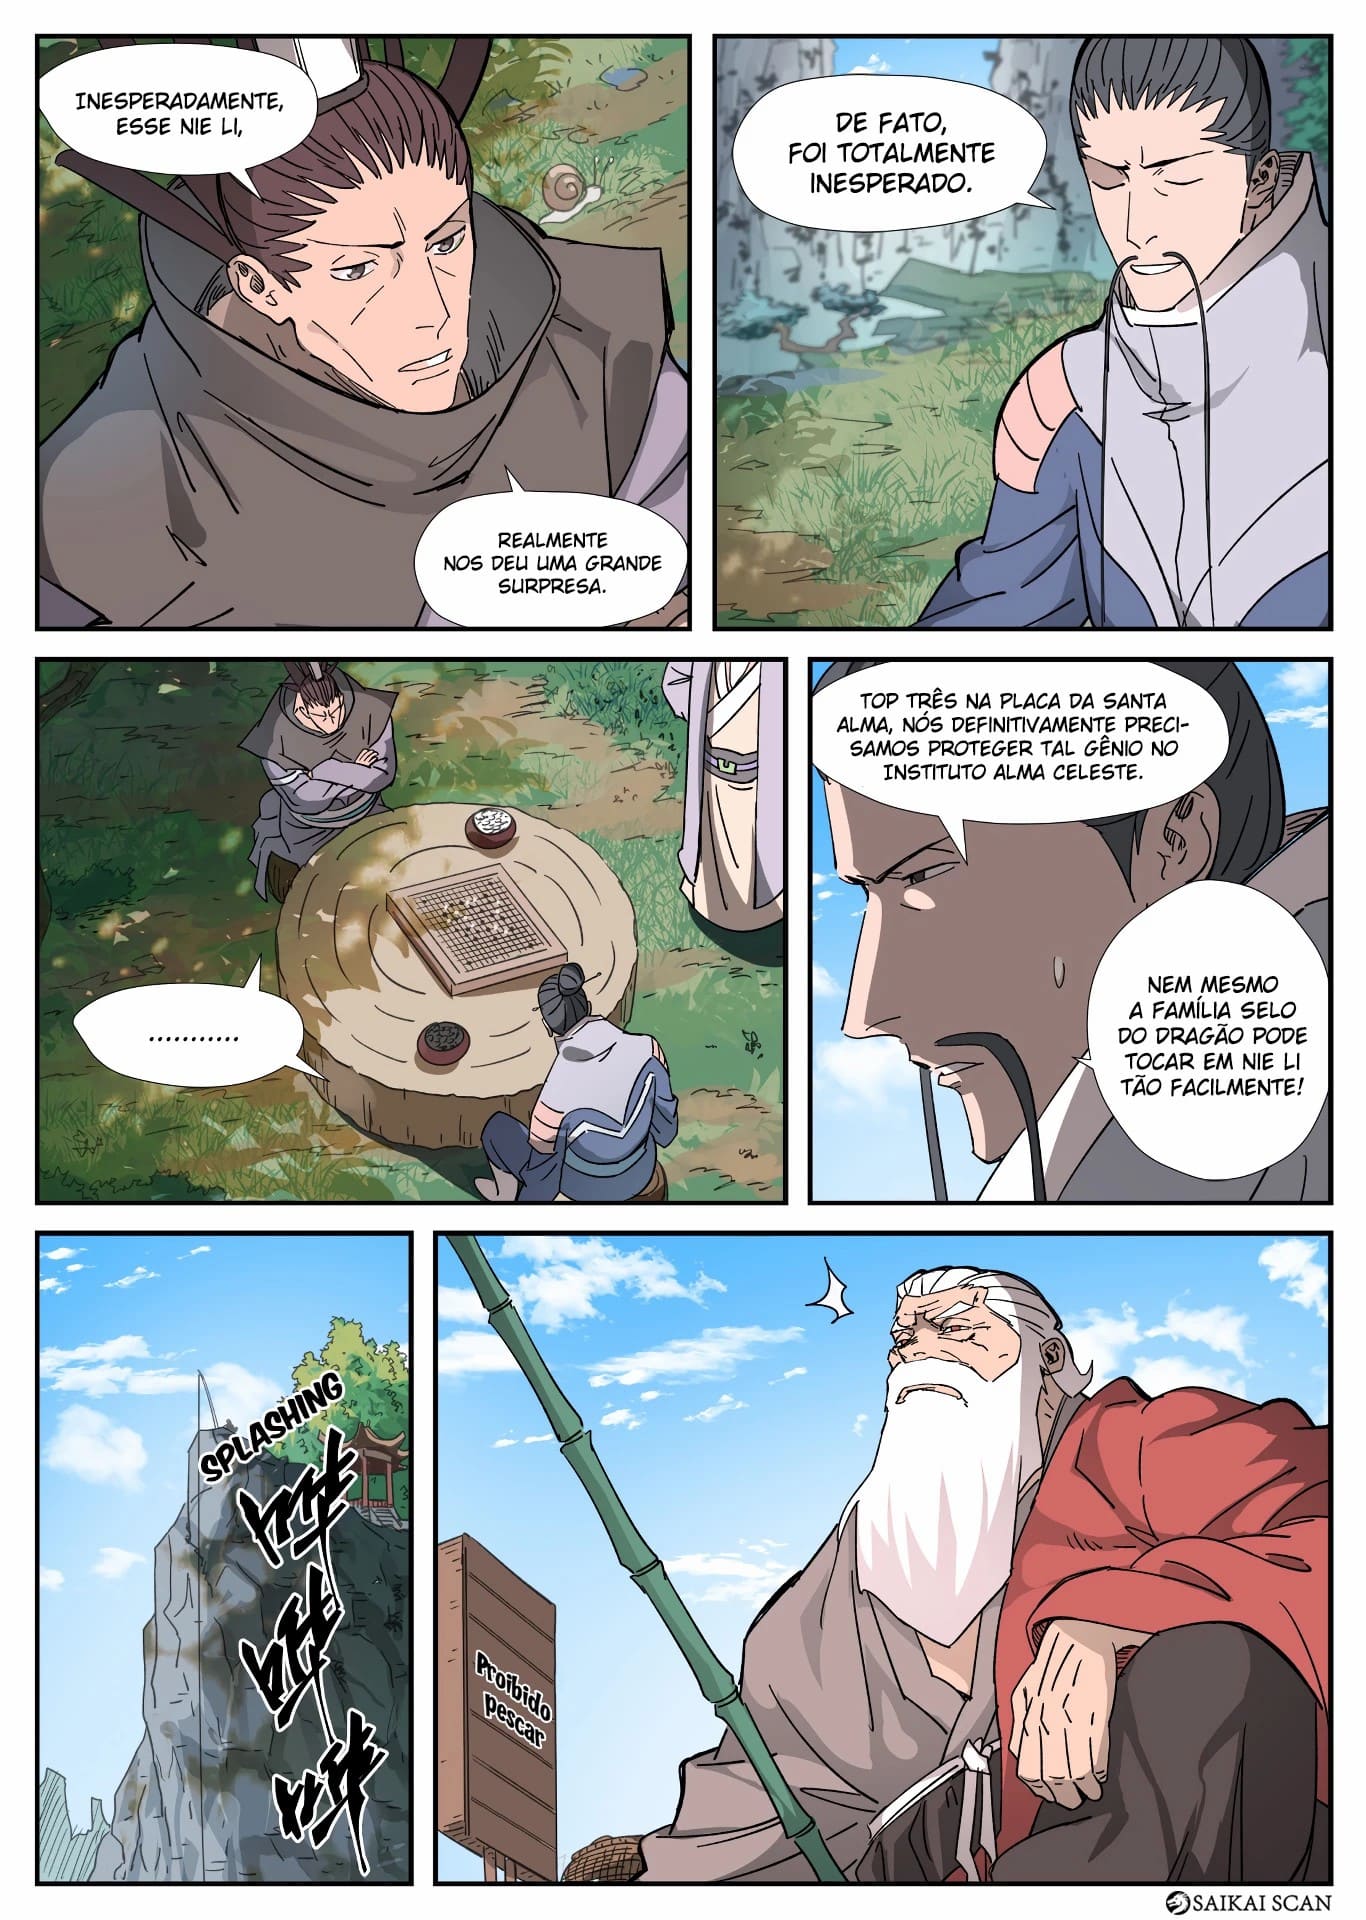 INESPERADAMENTE,
ESSE NIE LI,
REALMENTE
NOS DEU UMA GRANDE
SURPRESA.
DE FATO,
FOI TOTALMENTE
INESPERADO.
...........
TOP TRÊS NA PLACA DA SANTA
ALMA, NÓS DEFINITIVAMENTE PRECI-
SAMOS PROTEGER TAL GÊNIO NO
INSTITUTO ALMA CELESTE.
NEM MESMO
A FAMÍLIA SELO
DO DRAGÃO PODE
TOCAR EM NIE LI
TÃO FACILMENTE!
SPLASHING
Proibido
pescar
SAIKAI SCAN